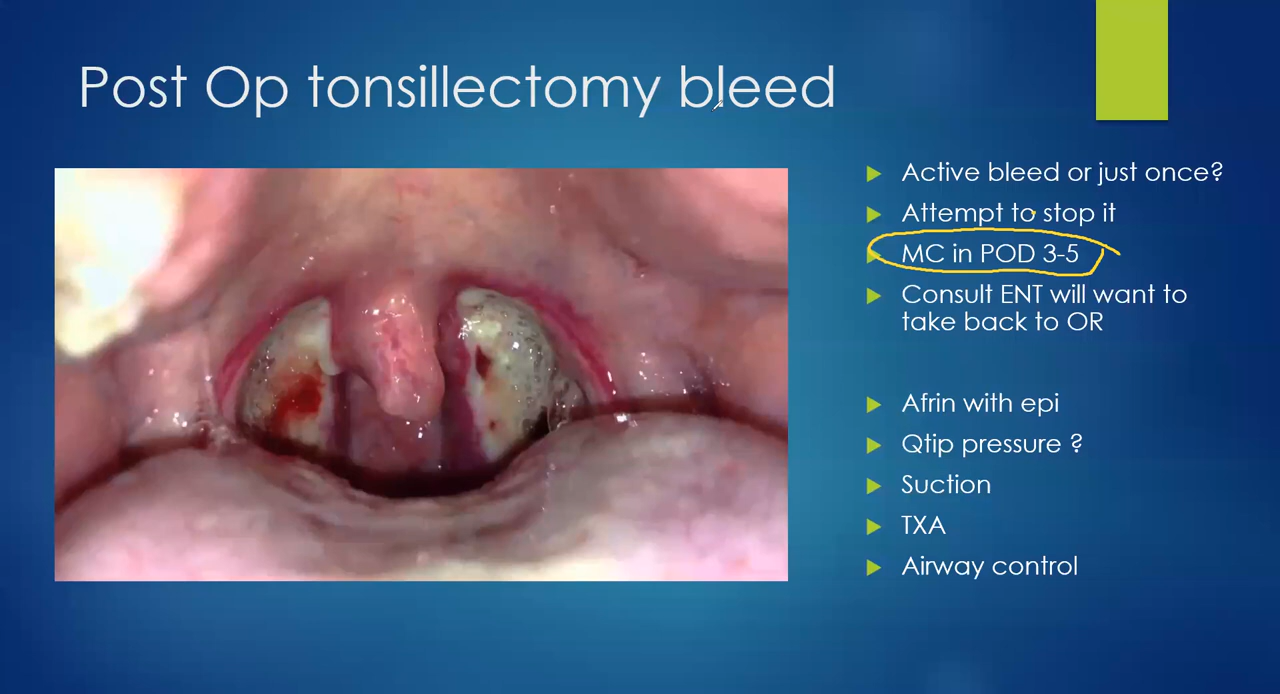 Post Op tonsillectomy bleed
Active bleed or just once?
Attempt to stop it
MC in POD 3-5
Consult ENT will want to
take back to OR
Afrin with epi
Qtip pressure ?
Suction
TXA
Airway control